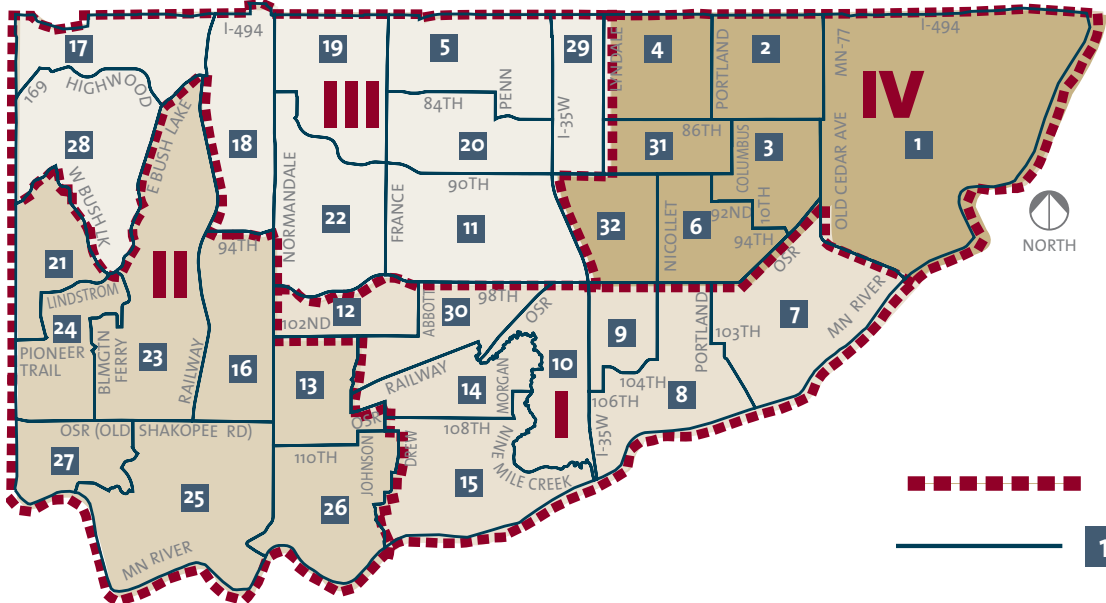 I-494
I-494
17
19
5
29
4
2
IV
169
HIGHWOOD
III
84TH
PENN
I-35W
LYNDALE
PORTLAND
MN-77
28
18
20
86TH
31
COLUMBUS
3
OLD CEDAR AVE
1
W BUSH LK
E BUSH LAKE
NORMANDALE
FRANCE
90TH
22
11
32
NICOLLET
6
92ND
10TH
94TH
OSR
NORTH
94TH
21
II
LINDSTROM
24
PIONEER
TRAIL
BLMGTN
FERRY
23
RAILWAY
16
12
102ND
ABBOTT
30
98TH
OSR
9
PORTLAND
103TH
7
MN RIVER
13
RAILWAY
14
MORGAN
10
I
104TH
106TH
8
I-35W
OSR
OSR (OLD SHAKOPEE RD)
108TH
27
110TH
JOHNSON
DREW
NINE
MILE CREEK
15
25
26
MN RIVER
1